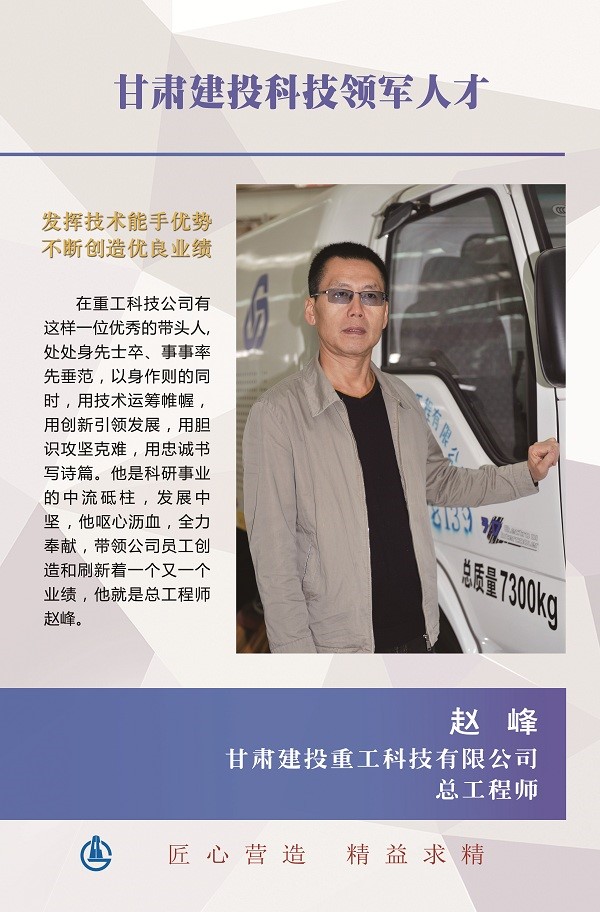 甘肃建投科技领军人才
发挥技术能手优势
不断创造优良业绩
在重工科技公司有
这样一位优秀的带头人，
处处身先士卒、事事率
先垂范，以身作则的同
时，用技术运筹帷幄，
用创新引领发展，用胆
识攻坚克难，用忠诚书
写诗篇。他是科研事业
的中流砥柱，发展中
坚，他呕心沥血，全力
奉献，带领公司员工创
造和刷新着一个又一个
业绩，他就是总工程师
赵峰。
程有限公
8139
总质量7300kg
赵 峰
甘肃建投重工科技有限公司
总工程师
匠心营造 精益求精